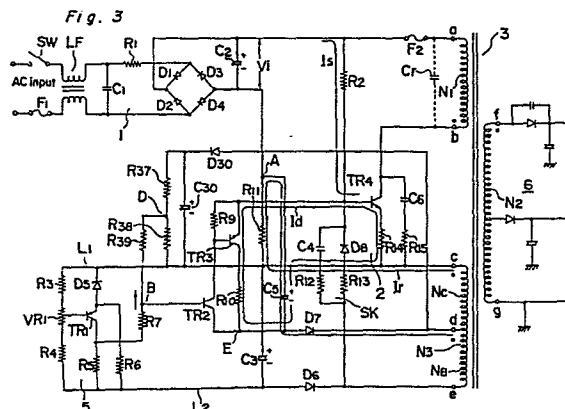 Fig. 3
SW LF R1
AC input
F1 C1 1
D1 D3 D2 D4
C2 Vi Is
R2 F2 a 3
Cr N1 b
f N2 6 g
D30 A TR4
R37 C30 R11 C6
D R38 R39
R9 Id TR3 R14 R15
C4 D8
L1 Ir c
R3 D5 B C5 R12 R13 2 Nc
VR1 TR1 R7 TR2 R10 SK
E D7 d N3
R4 R5 R6 C3 NB
5 L2 D6 e